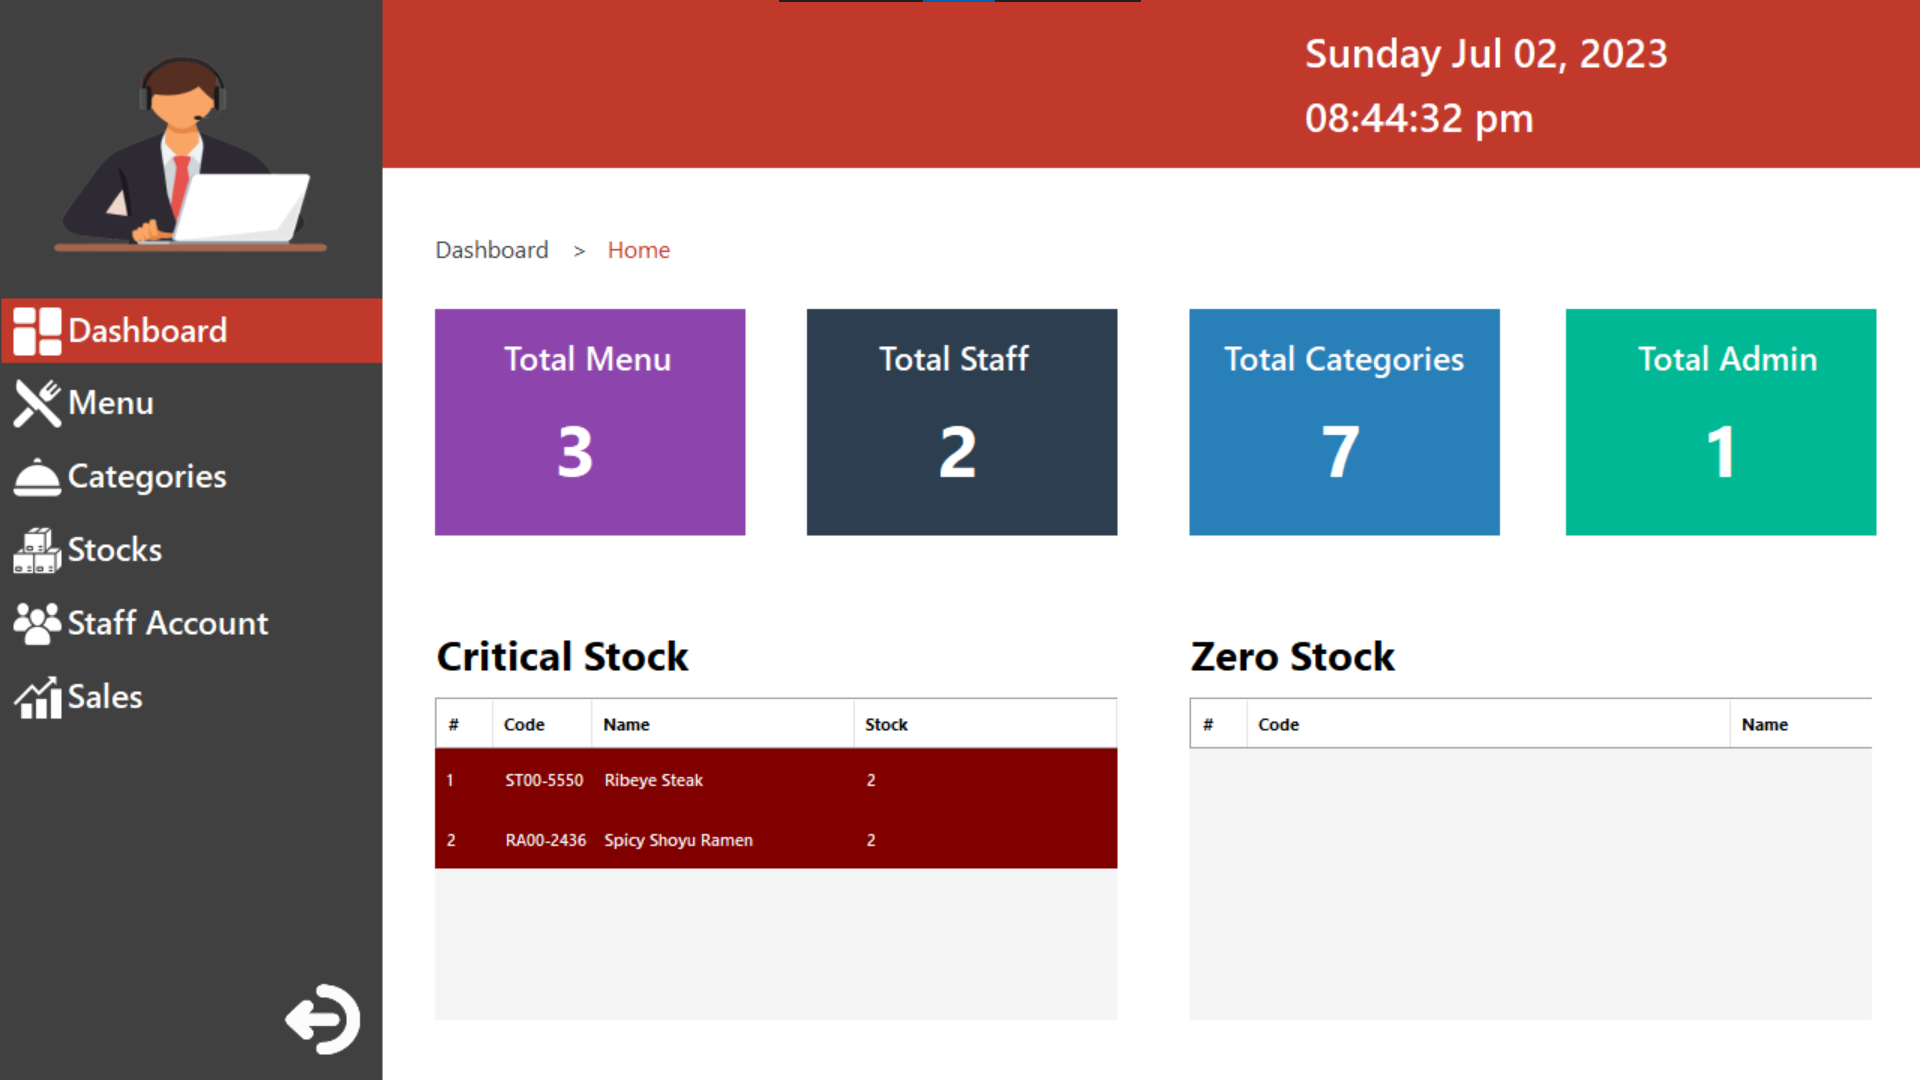 Sunday Jul 02, 2023
08:44:32 pm
Dashboard
Menu
Categories
Stocks
Staff Account
Sales
Dashboard > Home
Total Menu
3
Total Staff
2
Total Categories
7
Total Admin
1
Critical Stock
# Code Name Stock
1 ST00-5550 Ribeye Steak 2
2 RA00-2436 Spicy Shoyu Ramen 2
Zero Stock
# Code Name